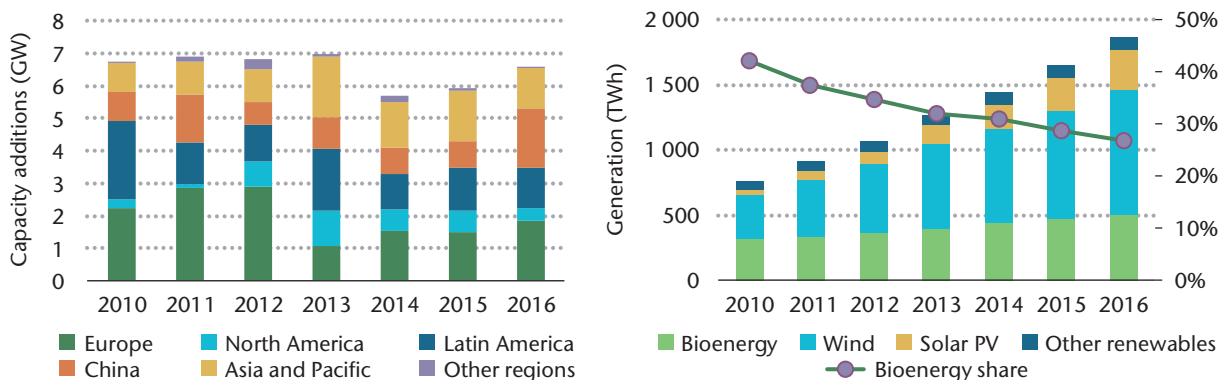 Capacity additions (GW)
8
7
6
5
4
3
2
1
0
2010 2011 2012 2013 2014 2015 2016
Europe North America Latin America
China Asia and Pacific Other regions
Generation (TWh)
2 000
1 500
1 000
500
0
50%
40%
30%
20%
10%
0%
2010 2011 2012 2013 2014 2015 2016
Bioenergy Wind Solar PV Other renewables
Bioenergy share